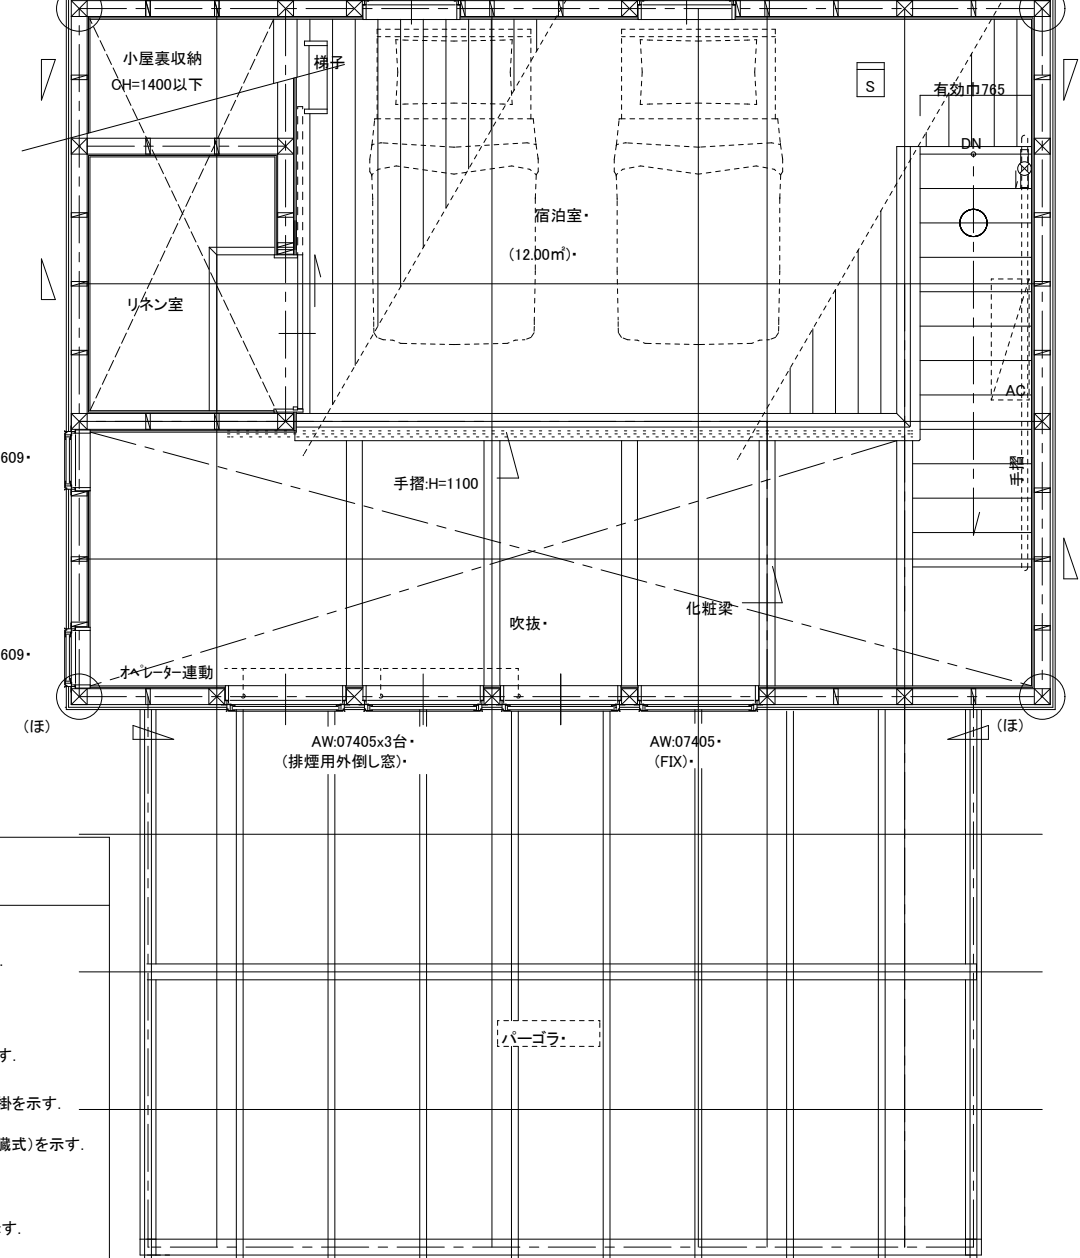 小屋裏収納
CH=1400以下
梯子
S
有効巾765
DN
宿泊室・
（12.00㎡）・
リネン室
AC
609・
手摺:H=1100
手摺
化粧梁
吹抜・
609・
オペレーター連動
（ほ）
（ほ）
AW:07405x3台・
（排煙用外倒し窓）・
AW:07405・
（FIX）・
.
パーゴラ・
す.
掛を示す.
蔵式）を示す.
す.